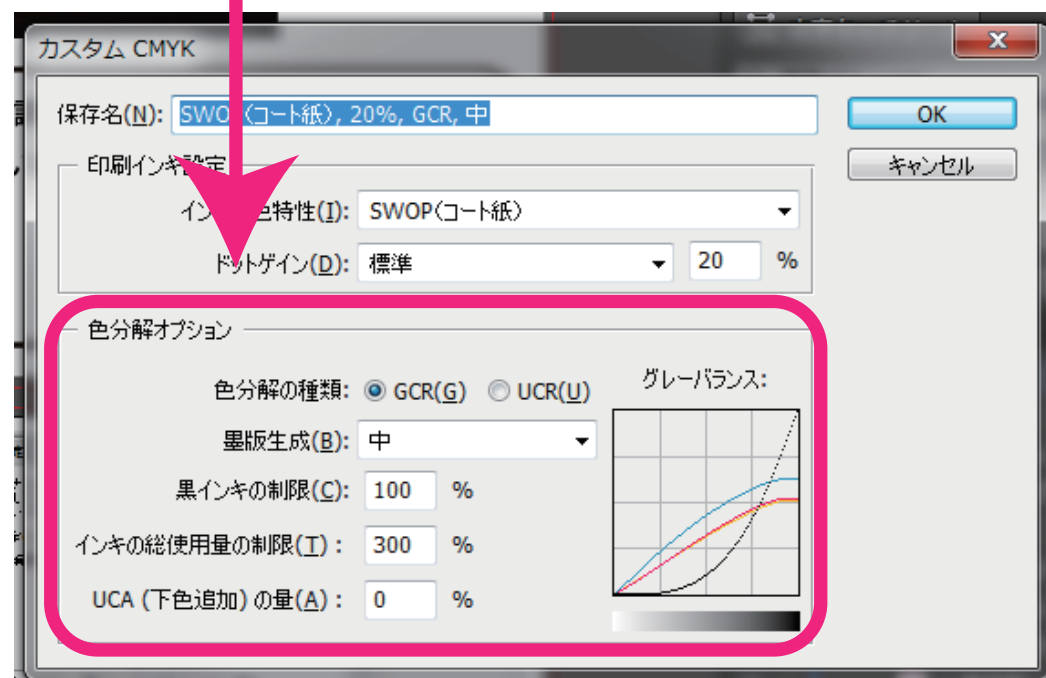 カスタム CMYK
保存名(N): SWOP(コート紙), 20%, GCR, 中
OK
キャンセル
印刷インキ設定
特性(I): SWOP(コート紙)
ドットゲイン(D): 標準 20 %
色分解オプション
色分解の種類: GCR(G) UCR(U)
グレーバランス:
墨版生成(B): 中
黒インキの制限(C): 100 %
インキの総使用量の制限(T) : 300 %
UCA (下色追加) の量(A) : 0 %